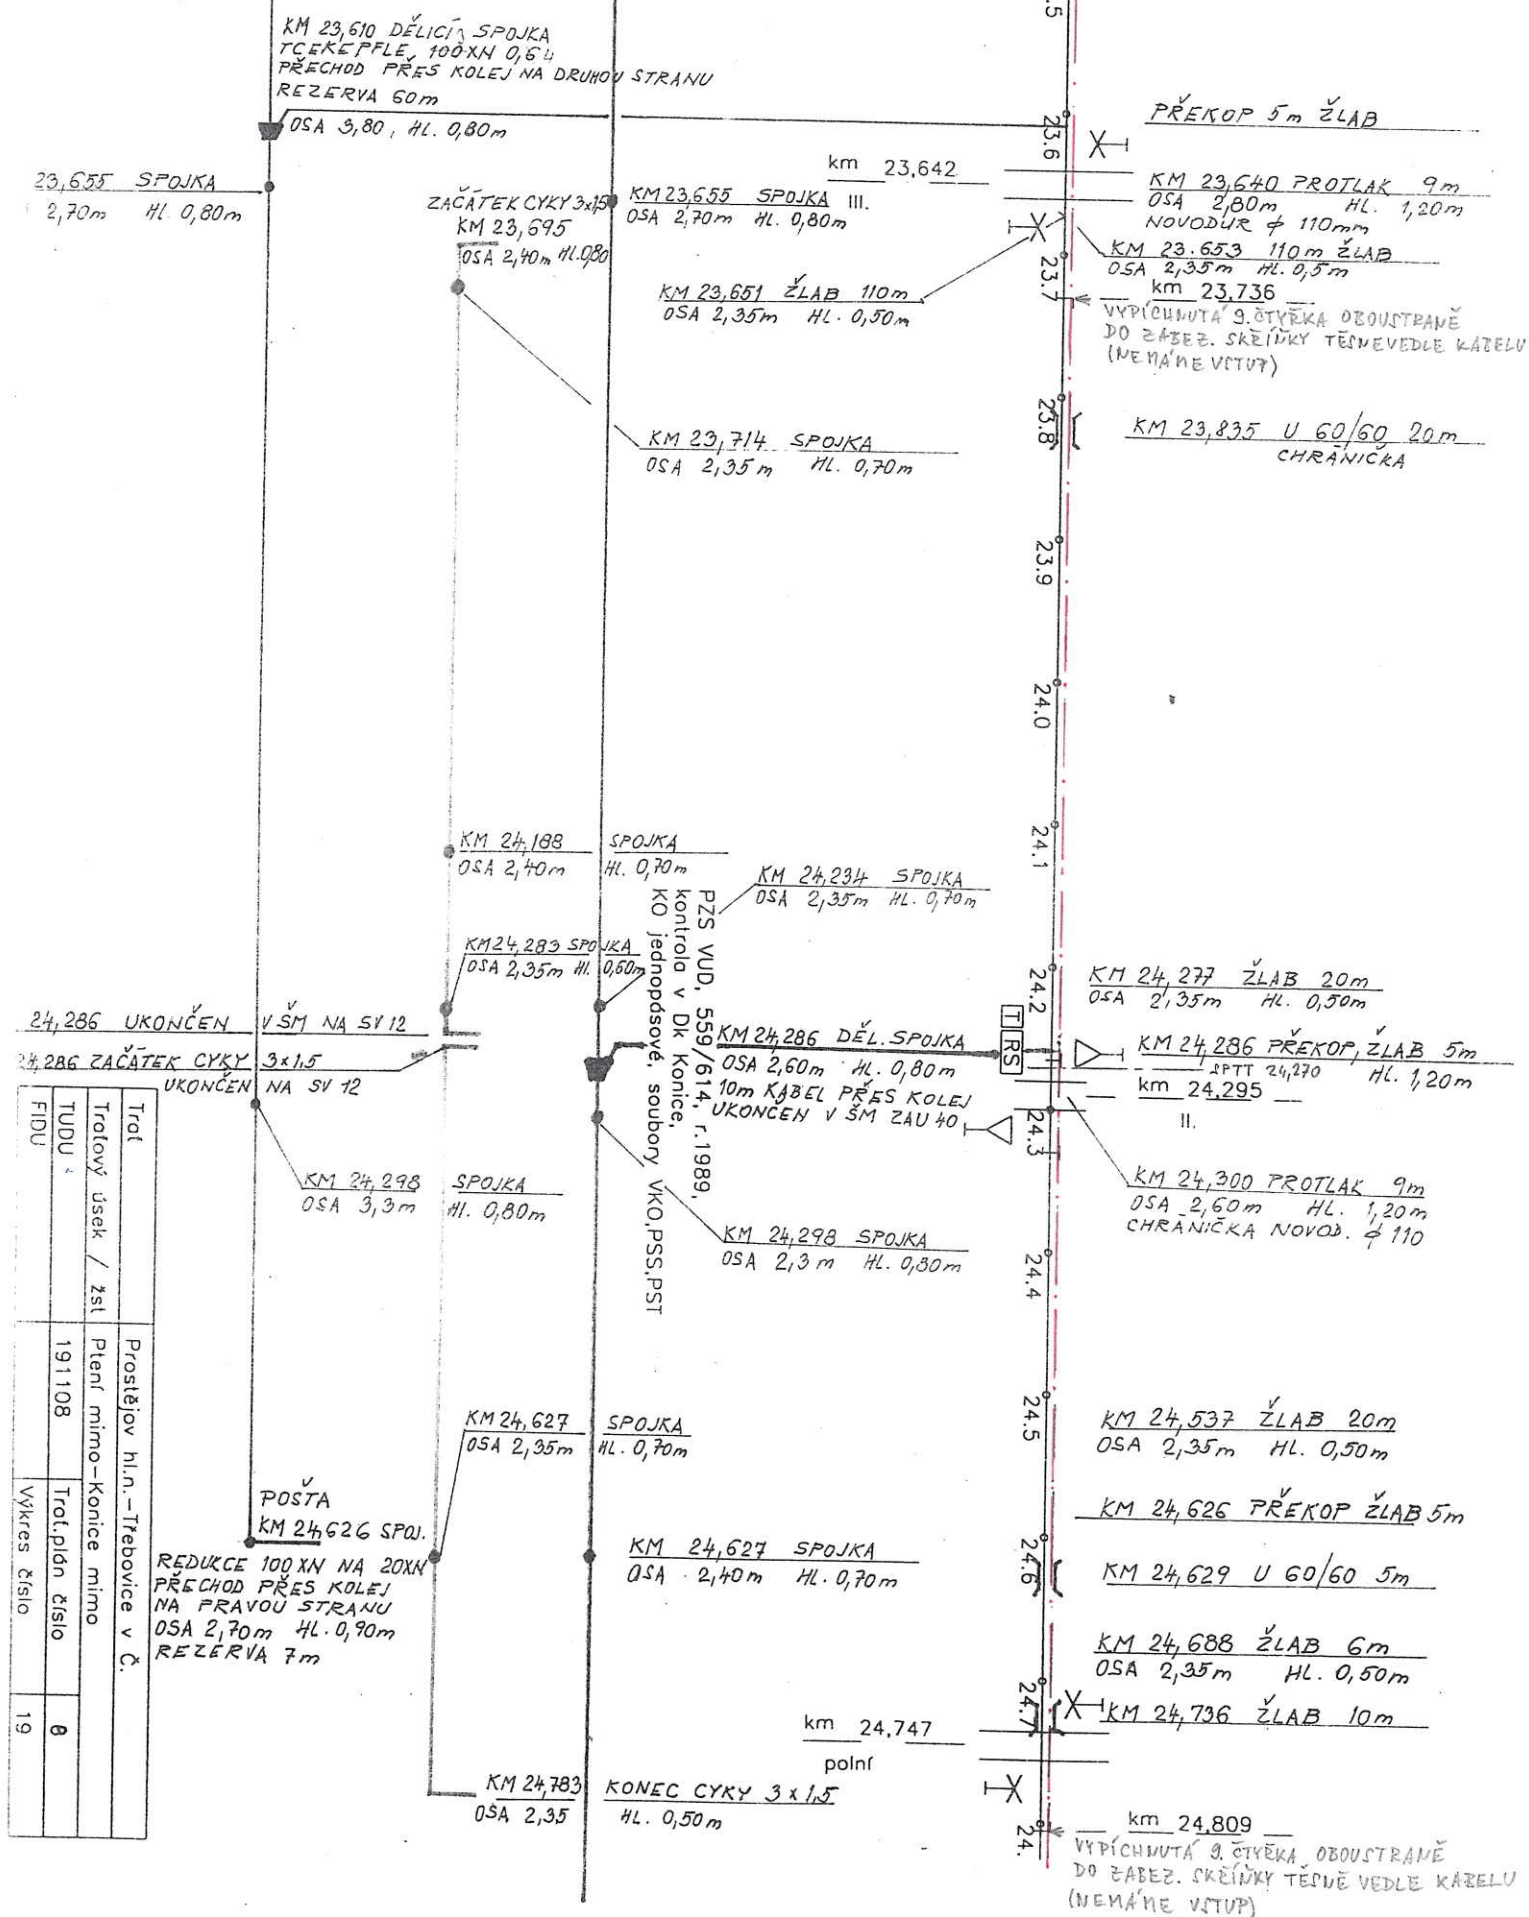 KM 23,610 DĚLICÍ SPOJKA
TCEKEPFLE, 100XN 0,64
PŘECHOD PŘES KOLEJ NA DRUHOU STRANU
REZERVA 60m
OSA 3,80, HL. 0,80m
.5
23.6
PŘEKOP 5m ŽLAB
km 23,642
III.
KM 23,640 PROTLAK 9m
OSA 2,80m HL. 1,20m
NOVODUR ϕ 110mm
23,655 SPOJKA
2,70m HL. 0,80m
ZAČÁTEK CYKY 3x1,5
KM 23,695
OSA 2,40m HL. 0,80
KM 23,655 SPOJKA
OSA 2,70m HL. 0,80m
KM 23.653 110m ŽLAB
OSA 2,35m HL. 0,5m
23.7
KM 23,651 ŽLAB 110m
OSA 2,35m HL. 0,50m
km 23,736
VYPÍCHNUTÁ 9. ČTYŘKA OBOUSTRANĚ
DO ZABEZ. SKŘÍŇKY TĚSNEVEDLE KABELU
(NEMÁME VSTUP)
23.8
KM 23,714 SPOJKA
OSA 2,35m HL. 0,70m
KM 23,835 U 60/60 20m
CHRÁNIČKA
23.9
24.0
24.1
KM 24,188 SPOJKA
OSA 2,40m HL. 0,70m
KM 24,234 SPOJKA
OSA 2,35m HL. 0,70m
PZS VUD, 559/614, r.1989,
kontrola v Dk Konice,
KO jednopásové, soubory VKO,PSS,PST
KM 24,283 SPOJKA
OSA 2,35m HL. 0,60m
24.2
KM 24,277 ŽLAB 20m
OSA 2,35m HL. 0,50m
24,286 UKONČEN V ŠM NA SV 12
24,286 ZAČÁTEK CYKY 3x1,5
UKONČEN NA SV 12
KM 24,286 DĚL. SPOJKA
OSA 2,60m HL. 0,80m
10m KABEL PŘES KOLEJ
UKONČEN V ŠM ZAU 40
T RS
KM 24,286 PŘEKOP, ŽLAB 5m
SPTT 24,270 HL. 1,20m
km 24,295
II.
24.3
KM 24,298 SPOJKA
OSA 3,3m HL. 0,80m
KM 24,300 PROTLAK 9m
OSA 2,60m HL. 1,20m
CHRÁNIČKA NOVOD. ϕ 110
KM 24,298 SPOJKA
OSA 2,3 m HL. 0,80m
24.4
24.5
KM 24,627 SPOJKA
OSA 2,35m HL. 0,70m
KM 24,537 ŽLAB 20m
OSA 2,35m HL. 0,50m
POŠTA
KM 24,626 SPOJ.
REDUKCE 100XN NA 20XN
PŘECHOD PŘES KOLEJ
NA PRAVOU STRANU
OSA 2,70m HL. 0,90m
REZERVA 7m
KM 24,626 PŘEKOP ŽLAB 5m
24.6
KM 24,627 SPOJKA
OSA 2,40m HL. 0,70m
KM 24,629 U 60/60 5m
KM 24,688 ŽLAB 6m
OSA 2,35m HL. 0,50m
24.7
KM 24,736 ŽLAB 10m
km 24,747
polní
KM 24,783 KONEC CYKY 3 x 1,5
OSA 2,35 HL. 0,50m
24.
km 24,809
VYPÍCHNUTÁ 9. ČTYŘKA OBOUSTRANĚ
DO ZABEZ. SKŘÍŇKY TĚSNĚ VEDLE KABELU
(NEMÁME VSTUP)
Trať Prostějov hl.n.-Třebovice v Č.
Traťový úsek / žst Ptení mimo-Konice mimo
TUDU 191108 Trať.plán číslo 8
FIDU Výkres číslo 19